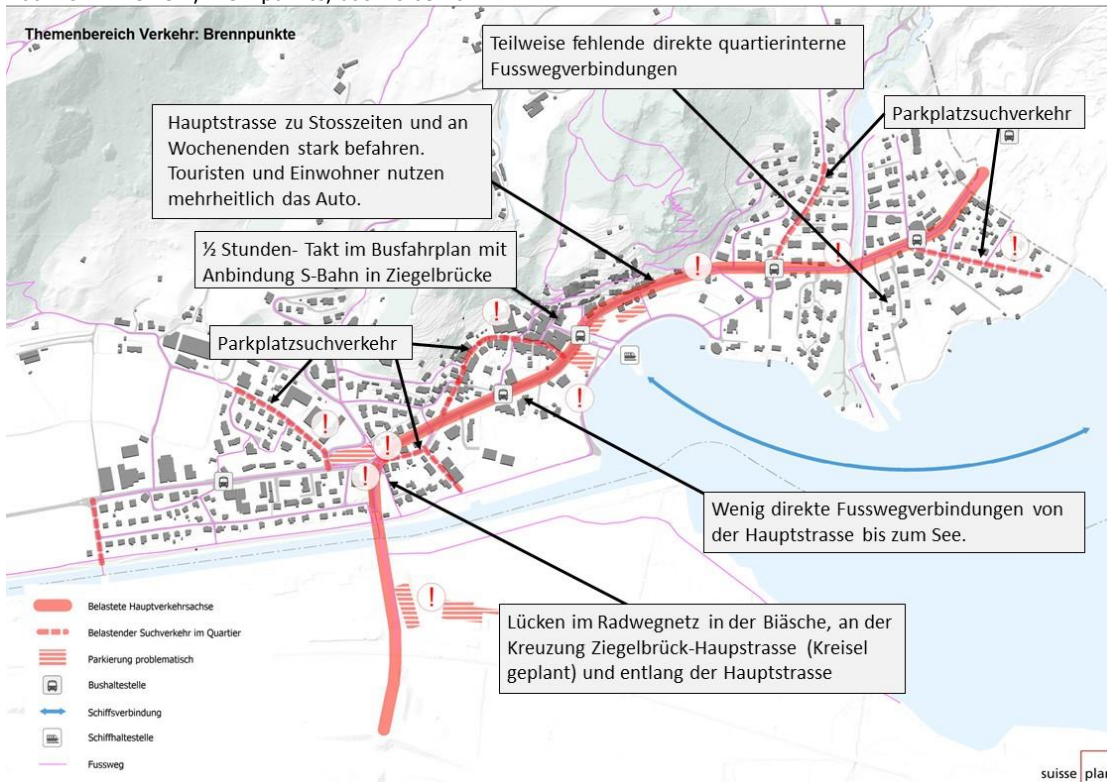 Themenbereich Verkehr: Brennpunkte
Teilweise fehlende direkte quartierinterne
Fusswegverbindungen
Parkplatzsuchverkehr
Hauptstrasse zu Stosszeiten und an
Wochenenden stark befahren.
Touristen und Einwohner nutzen
mehrheitlich das Auto.
½ Stunden- Takt im Busfahrplan mit
Anbindung S-Bahn in Ziegelbrücke
Parkplatzsuchverkehr
Wenig direkte Fusswegverbindungen von
der Hauptstrasse bis zum See.
Lücken im Radwegnetz in der Biäsche, an der
Kreuzung Ziegelbrück-Haupstrasse (Kreisel
geplant) und entlang der Hauptstrasse
Belastete Hauptverkehrsachse
Belastender Suchverkehr im Quartier
Parkierung problematisch
Bushaltestelle
Schiffsverbindung
Schiffhaltestelle
Fussweg
suisse plan